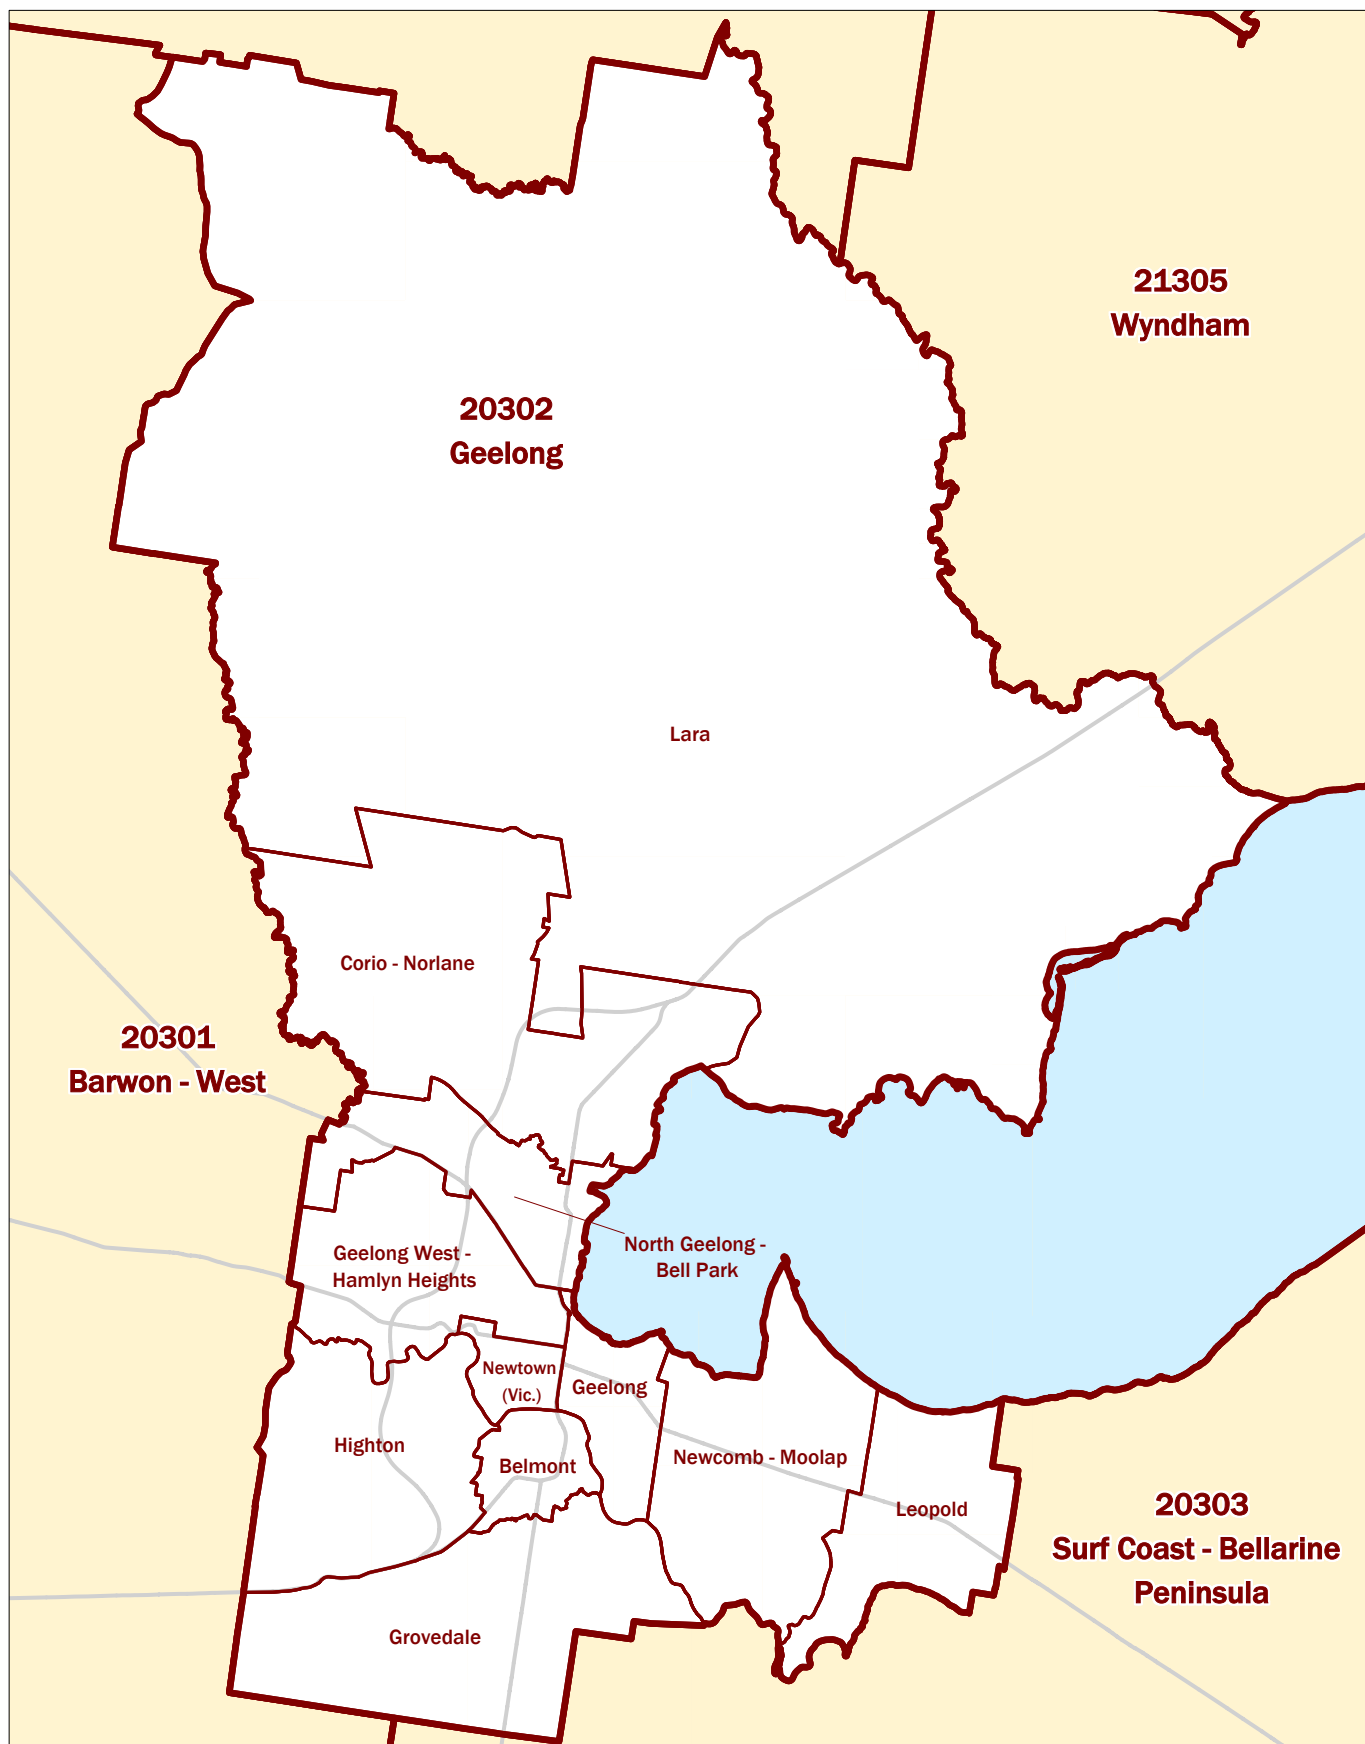 21305
Wyndham
20302
Geelong
Lara
Corio - Norlane
20301
Barwon - West
North Geelong -
Bell Park
Geelong West -
Hamlyn Heights
Newtown
(Vic.)
Geelong
Highton
Belmont
Newcomb - Moolap
Leopold
20303
Surf Coast - Bellarine
Peninsula
Grovedale